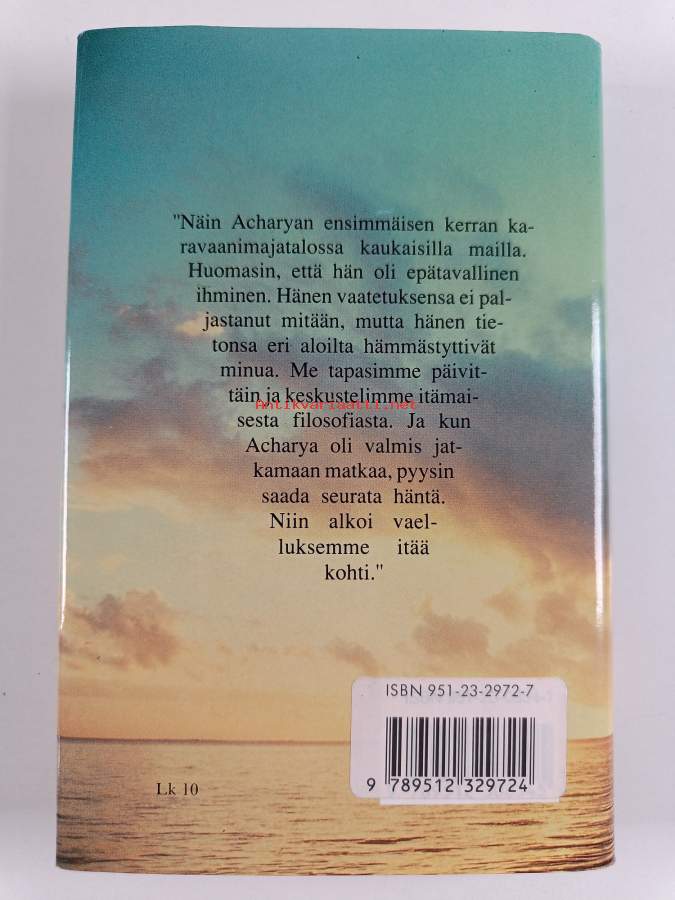 "Näin Acharyan ensimmäisen kerran ka-
ravaanimajatalossa kaukaisilla mailla.
Huomasin, että hän oli epätavallinen
ihminen. Hänen vaatetuksensa ei pal-
jastanut mitään, mutta hänen tie-
tonsa eri aloilta hämmästyttivät
minua. Me tapasimme päivit-
täin ja keskustelimme itämai-
Antikvariaatti.net
sesta filosofiasta. Ja kun
Acharya oli valmis jat-
kamaan matkaa, pyysin
saada seurata häntä.
Niin alkoi vael-
luksemme itää
kohti."
ISBN 951-23-2972-7
9 789512 329724
Lk 10